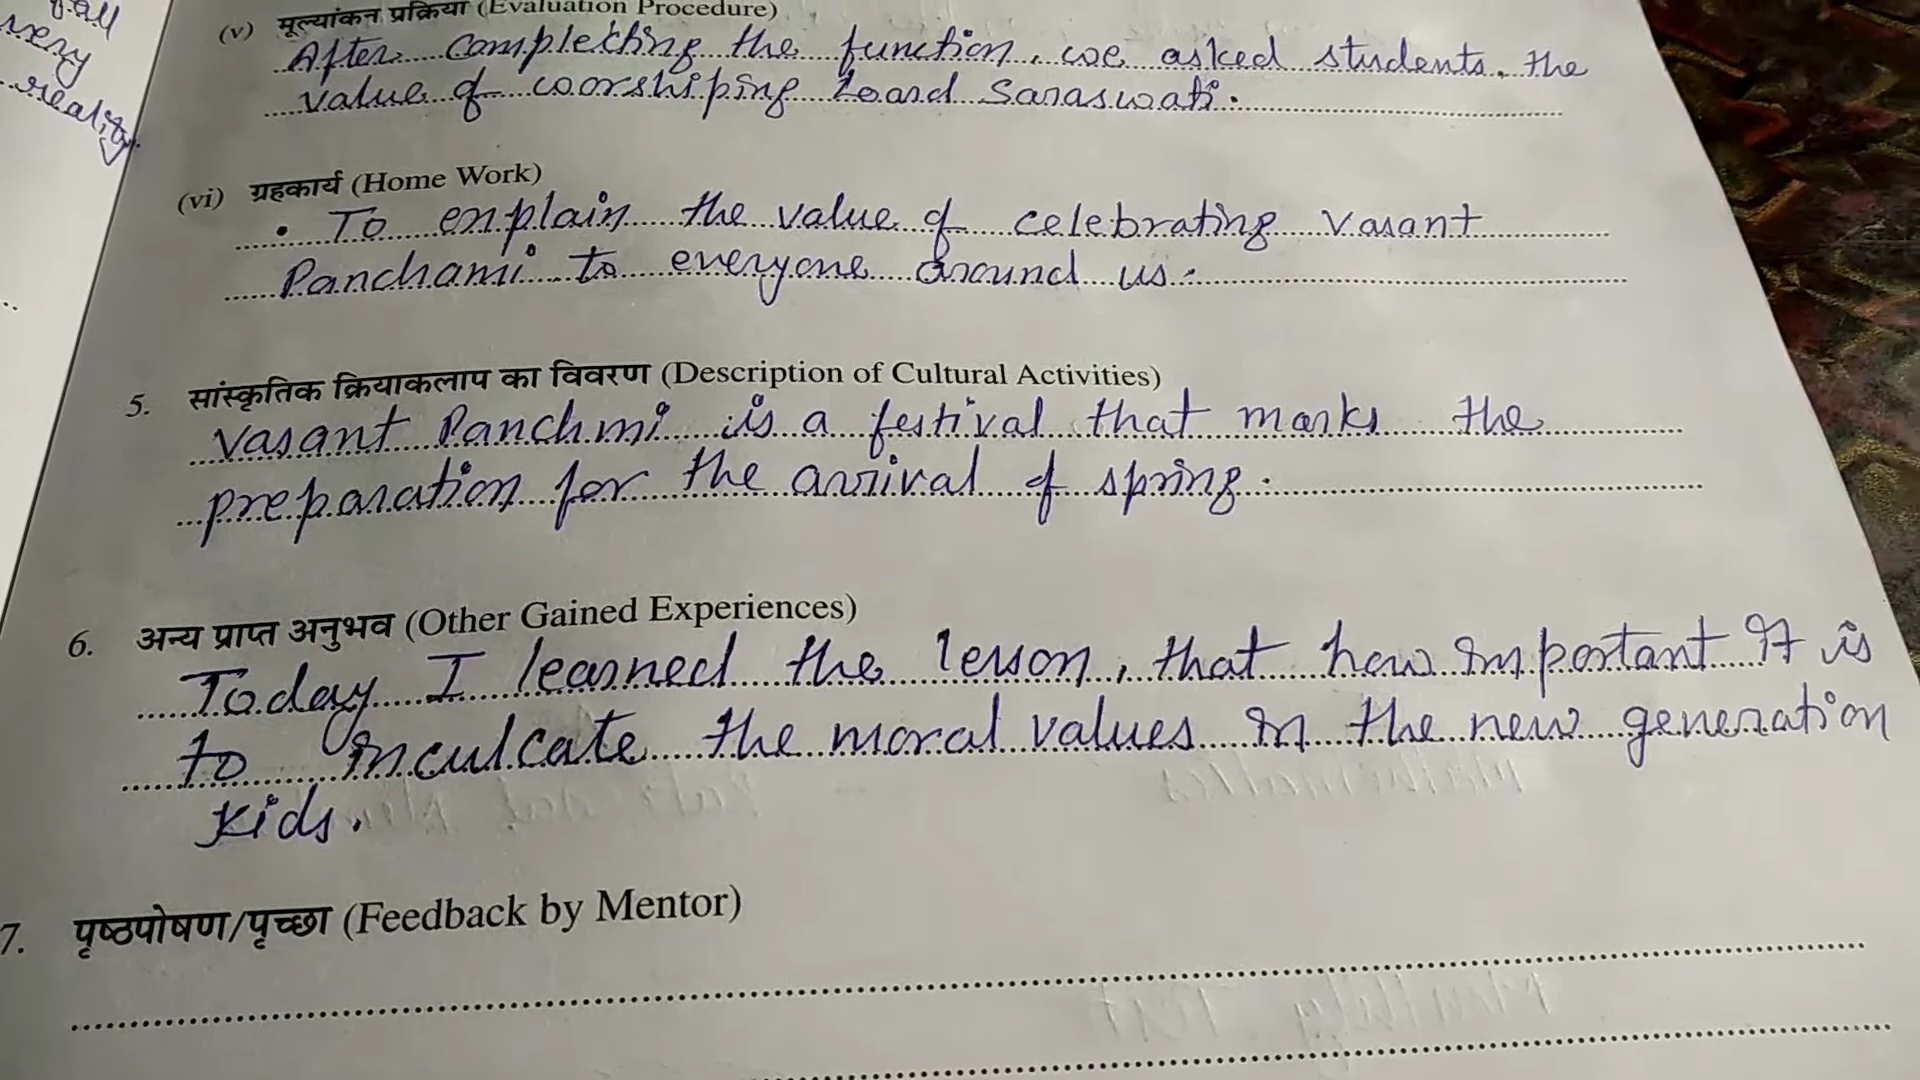 all
very
reality
(v) मूल्यांकन प्रक्रिया (Evaluation Procedure)
After completing the function, we asked students, the
value of worshiping Loard Saraswati.
(vi) ग्रहकार्य (Home Work)
• To explain the value of celebrating Vasant
Panchami to everyone around us.
5. सांस्कृतिक क्रियाकलाप का विवरण (Description of Cultural Activities)
Vasant Panchmi is a festival that marks the
preparation for the arrival of spring.
6. अन्य प्राप्त अनुभव (Other Gained Experiences)
Today I learned the lesson, that how important it is
to inculcate the moral values in the new generation
kids.
7. पृष्ठपोषण/पृच्छा (Feedback by Mentor)